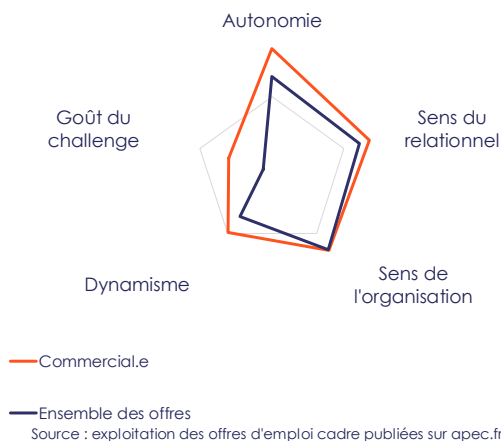 Autonomie
Goût du
challenge
Sens du
relationnel
Dynamisme
Sens de
l'organisation
Commercial.e
Ensemble des offres
Source : exploitation des offres d'emploi cadre publiées sur apec.fr